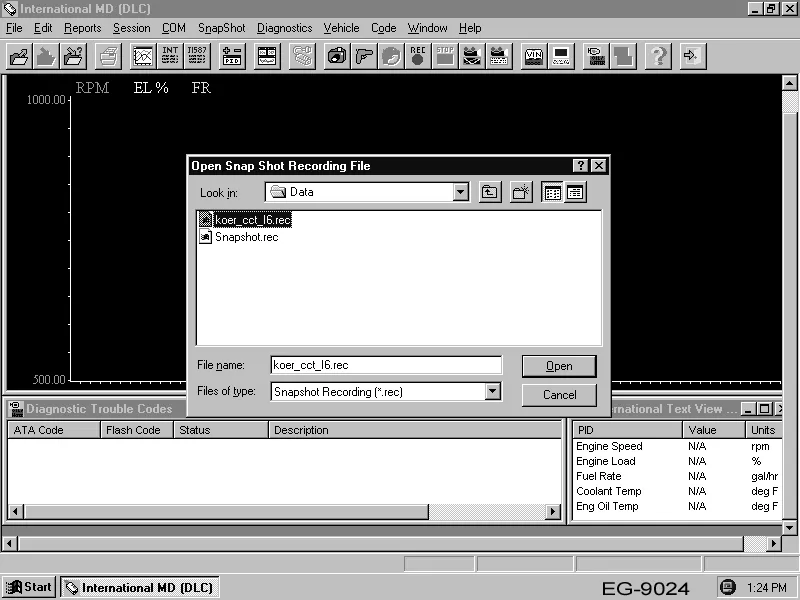 International MD (DLC)
File Edit Reports Session COM SnapShot Diagnostics Vehicle Code Window Help
INT IIS87 PID REC STOP VIN
RPM EL % FR
1000.00
500.00
Open Snap Shot Recording File
Look in: Data
koer_cct_I6.rec
Snapshot.rec
File name: koer_cct_I6.rec Open
Files of type: Snapshot Recording (*.rec) Cancel
Diagnostic Trouble Codes
ATA Code Flash Code Status Description
rnational Text View ...
PID Value Units
Engine Speed N/A rpm
Engine Load N/A %
Fuel Rate N/A gal/hr
Coolant Temp N/A deg F
Eng Oil Temp N/A deg F
Start International MD (DLC) EG-9024 1:24 PM